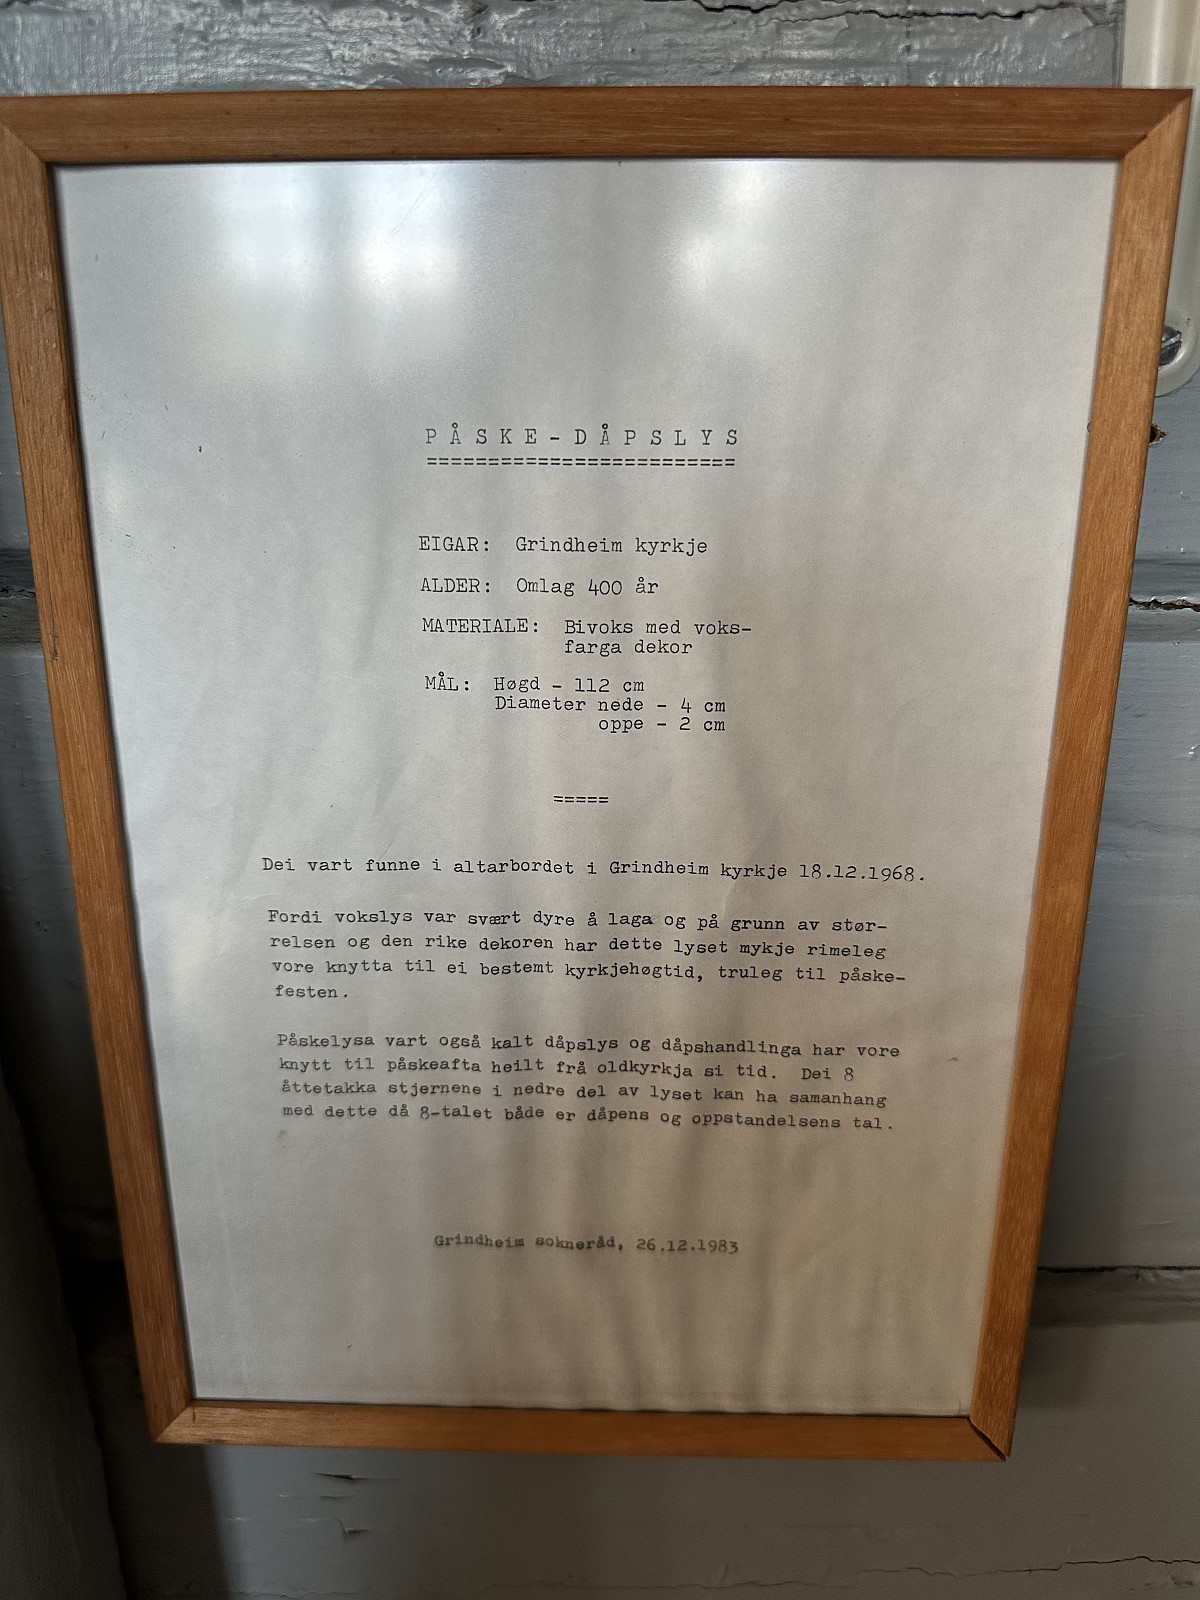 PÅSKE-DÅPSLYS
=========================
EIGAR: Grindheim kyrkje
ALDER: Omlag 400 år
MATERIALE: Bivoks med voks-
farga dekor
MÅL: Høgd - 112 cm
Diameter nede - 4 cm
oppe - 2 cm
=====
Dei vart funne i altarbordet i Grindheim kyrkje 18.12.1968.
Fordi vokslys var svært dyre å laga og på grunn av stør-
relsen og den rike dekoren har dette lyset mykje rimeleg
vore knytta til ei bestemt kyrkjehøgtid, truleg til påske-
festen.
Påskelysa vart også kalt dåpslys og dåpshandlinga har vore
knytt til påskeafta heilt frå oldkyrkja si tid. Dei 8
åttetakka stjernene i nedre del av lyset kan ha samanhang
med dette då 8-talet både er dåpens og oppstandelsens tal.
Grindheim sokneråd, 26.12.1983